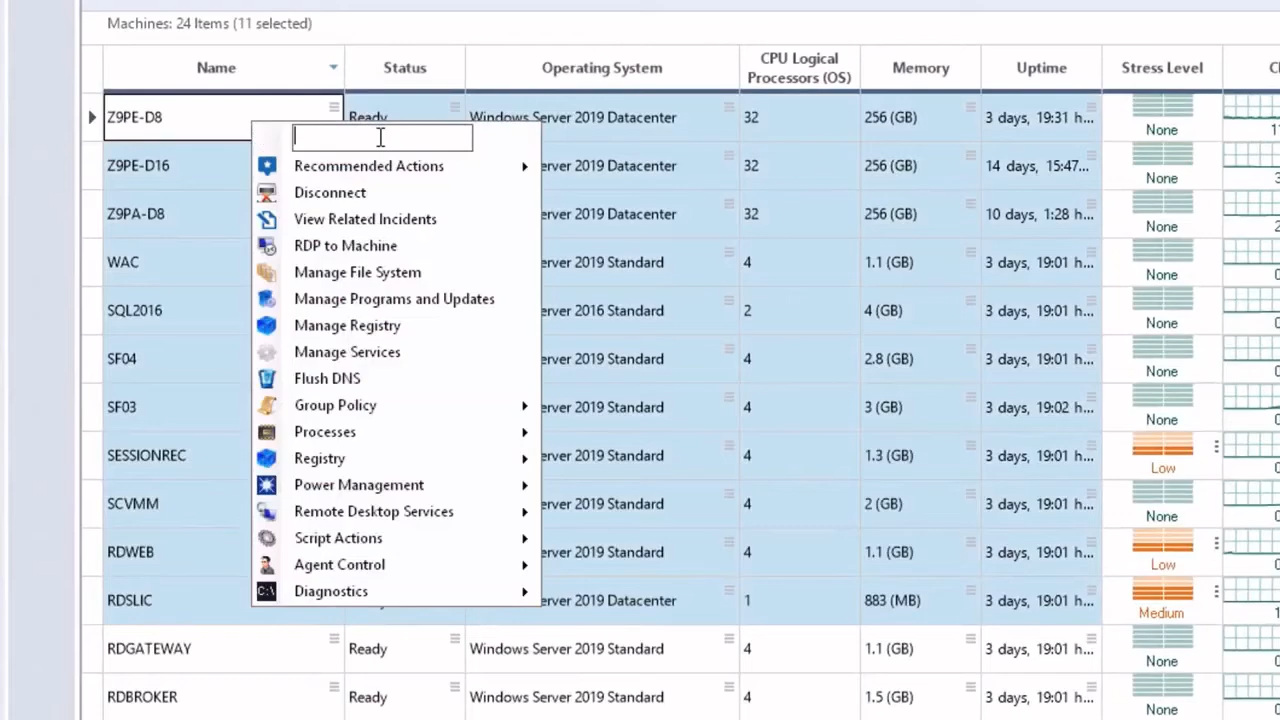 Machines: 24 Items (11 selected)
Name Status Operating System CPU Logical Processors (OS) Memory Uptime Stress Level
Z9PE-D8 Ready Windows Server 2019 Datacenter 32 256 (GB) 3 days, 19:31 h... None
Z9PE-D16 erver 2019 Datacenter 32 256 (GB) 14 days, 15:47... None
Z9PA-D8 erver 2019 Datacenter 32 256 (GB) 10 days, 1:28 h... None
WAC erver 2019 Standard 4 1.1 (GB) 3 days, 19:01 h... None
SQL2016 erver 2016 Standard 2 4 (GB) 3 days, 19:01 h... None
SF04 erver 2019 Standard 4 2.8 (GB) 3 days, 19:01 h... None
SF03 erver 2019 Standard 4 3 (GB) 3 days, 19:02 h... None
SESSIONREC erver 2019 Standard 4 1.3 (GB) 3 days, 19:01 h... Low
SCVMM erver 2019 Standard 4 2 (GB) 3 days, 19:01 h... None
RDWEB erver 2019 Standard 4 1.1 (GB) 3 days, 19:01 h... Low
RDSLIC erver 2019 Datacenter 1 883 (MB) 3 days, 19:01 h... Medium
RDGATEWAY Ready Windows Server 2019 Standard 4 1.1 (GB) 3 days, 19:01 h... None
RDBROKER Ready Windows Server 2019 Standard 4 1.5 (GB) 3 days, 19:01 h... None
Recommended Actions
Disconnect
View Related Incidents
RDP to Machine
Manage File System
Manage Programs and Updates
Manage Registry
Manage Services
Flush DNS
Group Policy
Processes
Registry
Power Management
Remote Desktop Services
Script Actions
Agent Control
C:\ Diagnostics